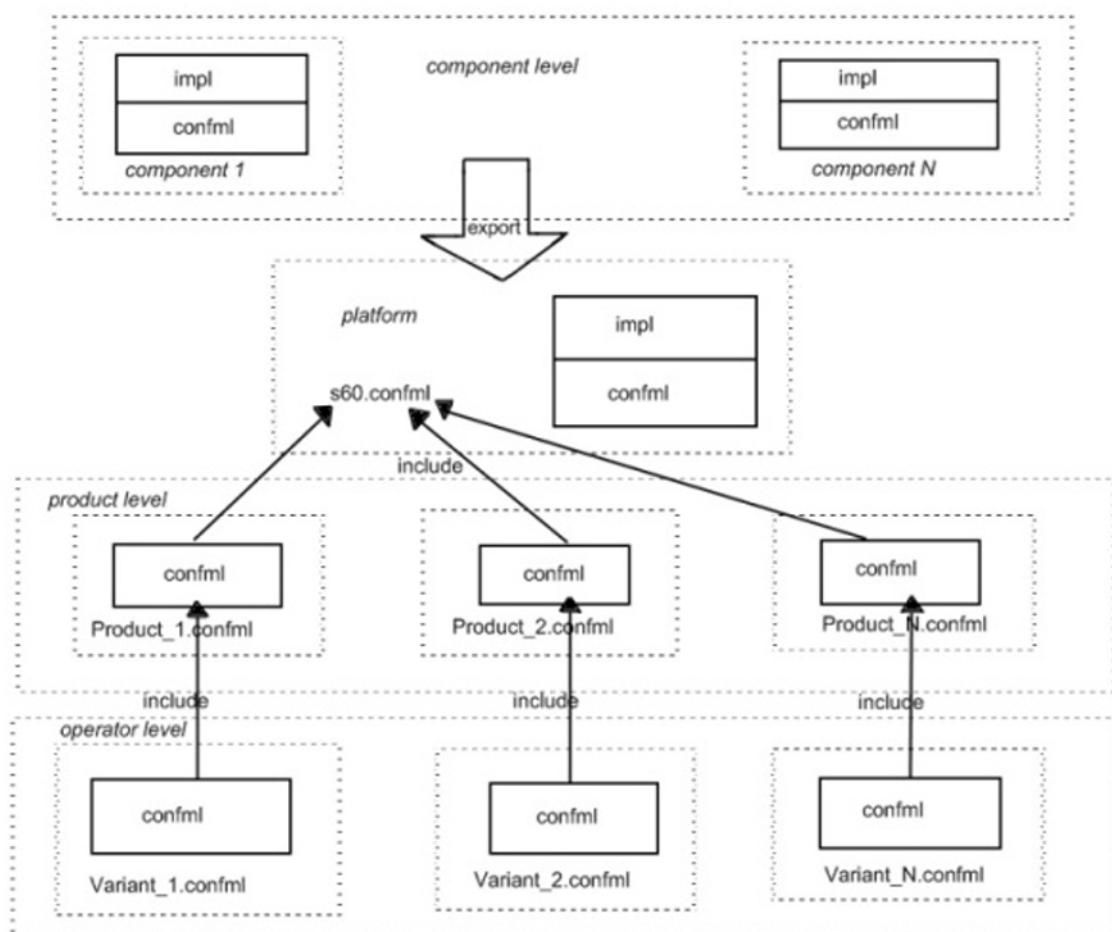 component level
impl
confml
component 1
impl
confml
component N
export
platform
s60.confml
impl
confml
include
product level
confml
Product_1.confml
confml
Product_2.confml
confml
Product_N.confml
include
include
include
operator level
confml
Variant_1.confml
confml
Variant_2.confml
confml
Variant_N.confml